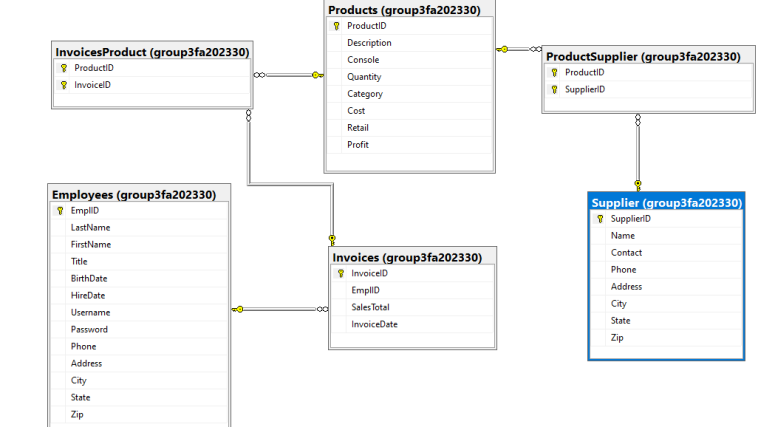 Products (group3fa202330)
ProductID
Description
Console
Quantity
Category
Cost
Retail
Profit
InvoicesProduct (group3fa202330)
ProductID
InvoiceID
ProductSupplier (group3fa202330)
ProductID
SupplierID
Employees (group3fa202330)
EmplID
LastName
FirstName
Title
BirthDate
HireDate
Username
Password
Phone
Address
City
State
Zip
Invoices (group3fa202330)
InvoiceID
EmplID
SalesTotal
InvoiceDate
Supplier (group3fa202330)
SupplierID
Name
Contact
Phone
Address
City
State
Zip